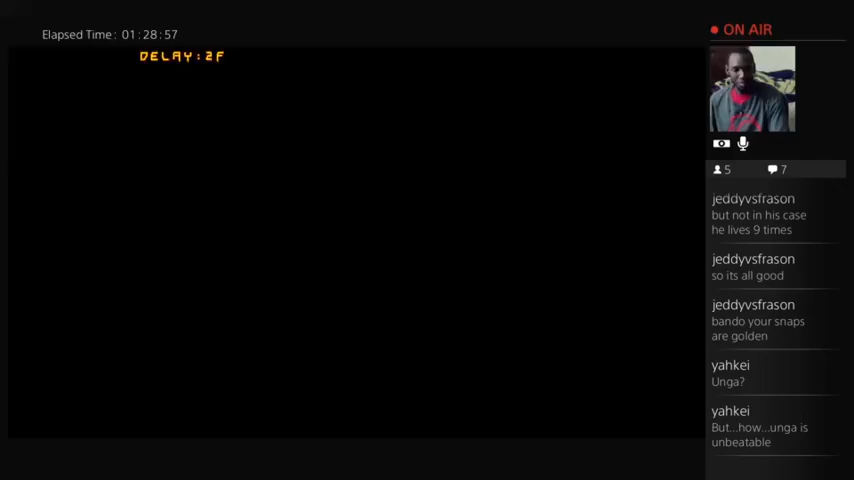 Elapsed Time: 01:28:57
ON AIR
DELAY:2F
5
7
jeddyvsfrason
but not in his case
he lives 9 times
jeddyvsfrason
so its all good
jeddyvsfrason
bando your snaps
are golden
yahkei
Unga?
yahkei
But...how...unga is
unbeatable